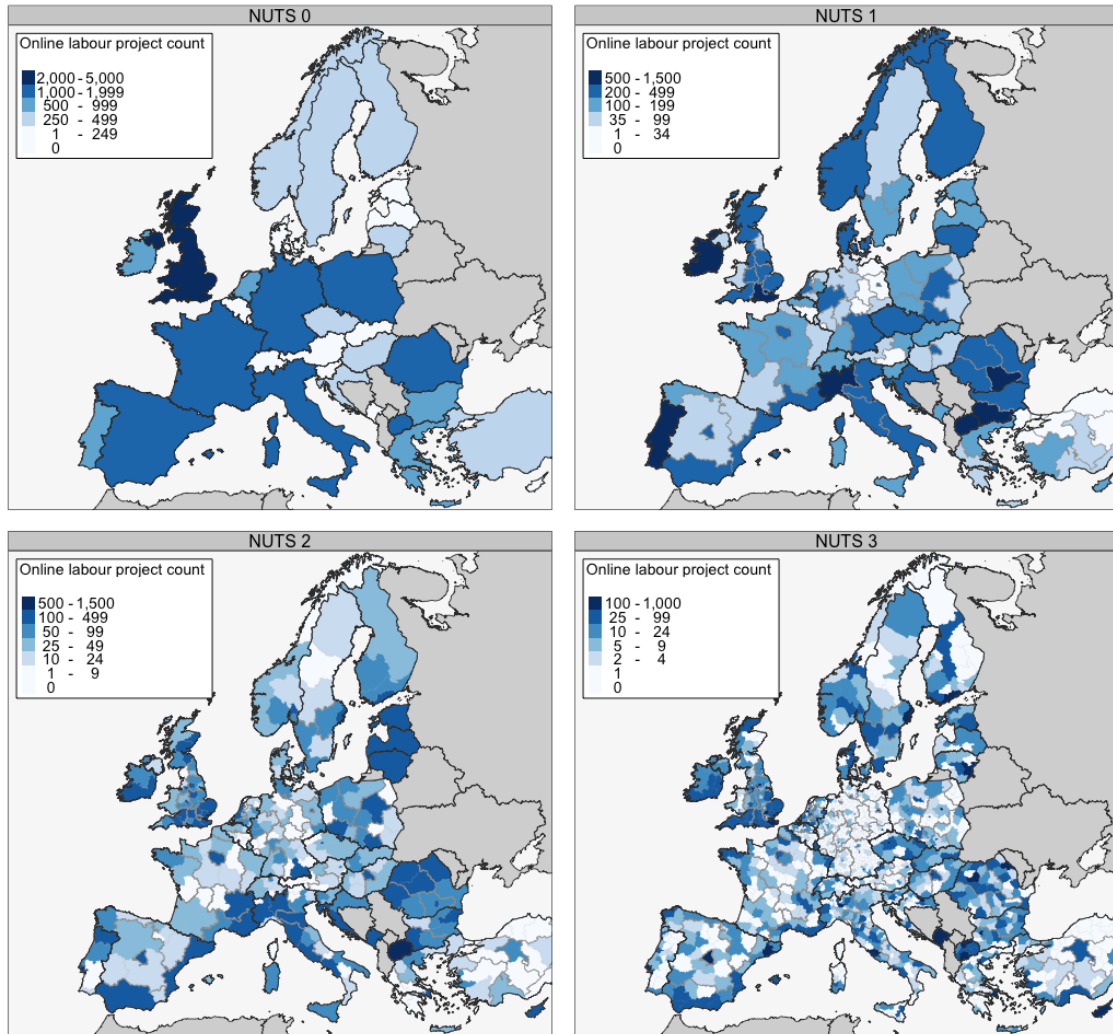 NUTS 0
Online labour project count
2,000 - 5,000
1,000 - 1,999
500 - 999
250 - 499
1 - 249
0
NUTS 1
Online labour project count
500 - 1,500
200 - 499
100 - 199
35 - 99
1 - 34
0
NUTS 2
Online labour project count
500 - 1,500
100 - 499
50 - 99
25 - 49
10 - 24
1 - 9
0
NUTS 3
Online labour project count
100 - 1,000
25 - 99
10 - 24
5 - 9
2 - 4
1
0